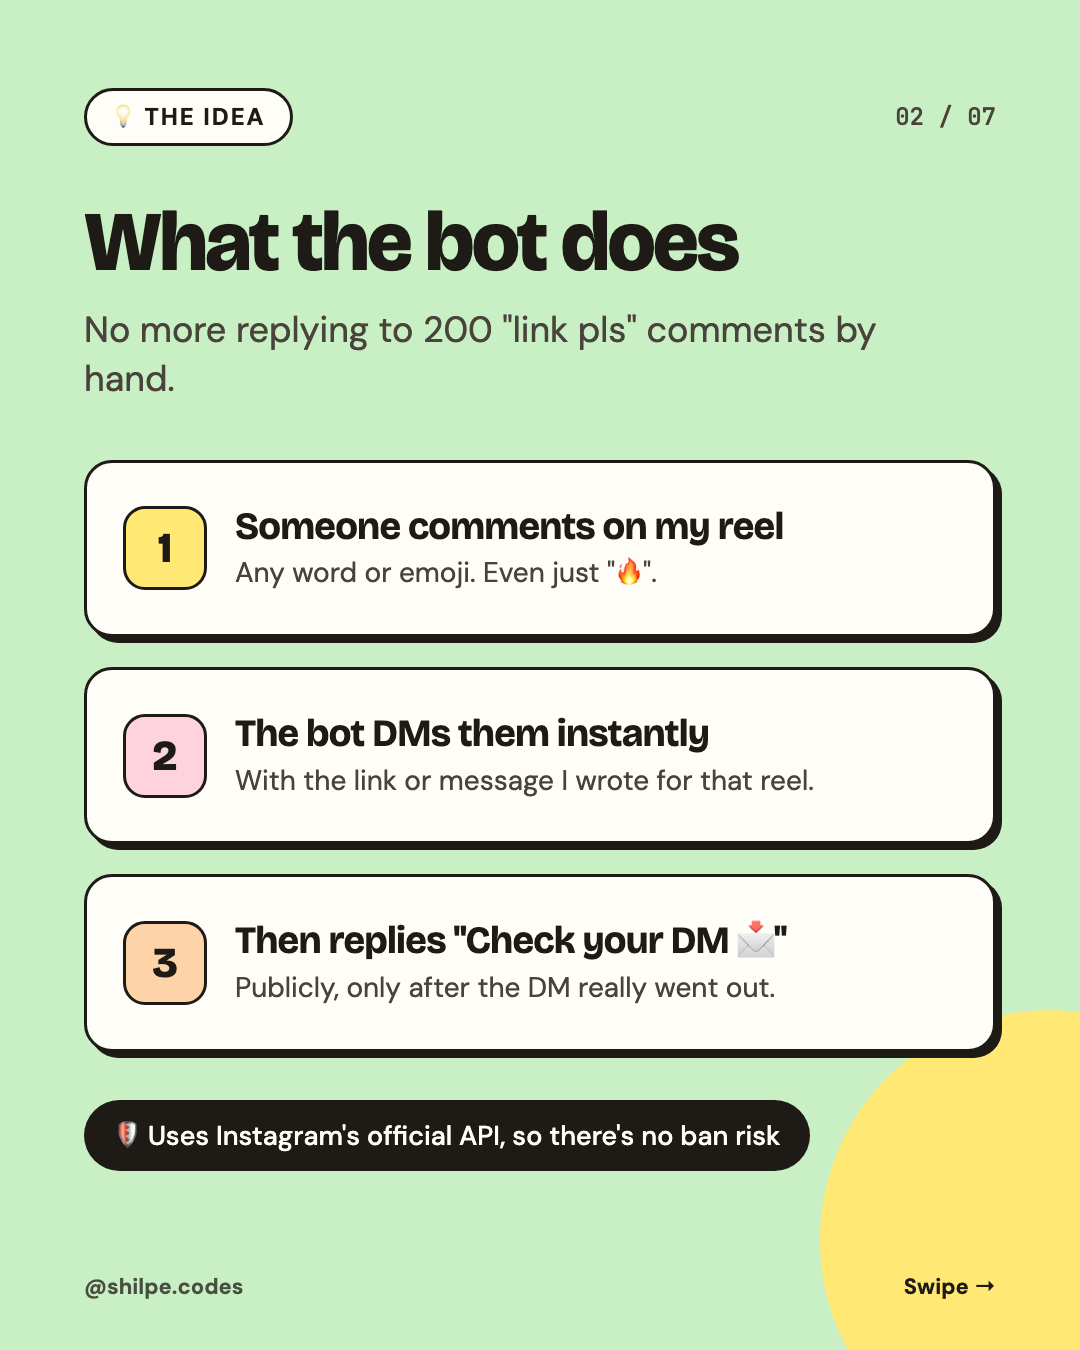 💡 THE IDEA
02 / 07
What the bot does
No more replying to 200 "link pls" comments by
hand.
1
Someone comments on my reel
Any word or emoji. Even just "🔥".
2
The bot DMs them instantly
With the link or message I wrote for that reel.
3
Then replies "Check your DM 📩"
Publicly, only after the DM really went out.
🛡️ Uses Instagram's official API, so there's no ban risk
@shilpe.codes
Swipe →